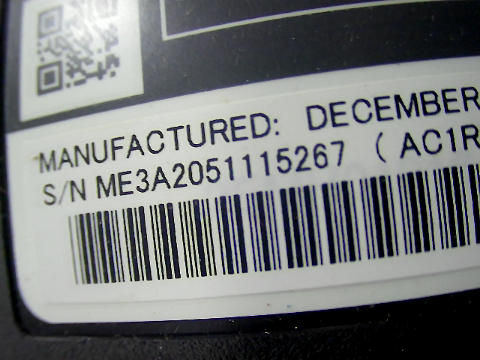 MANUFACTURED: DECEMBER
S/N ME3A2051115267 ( AC1R